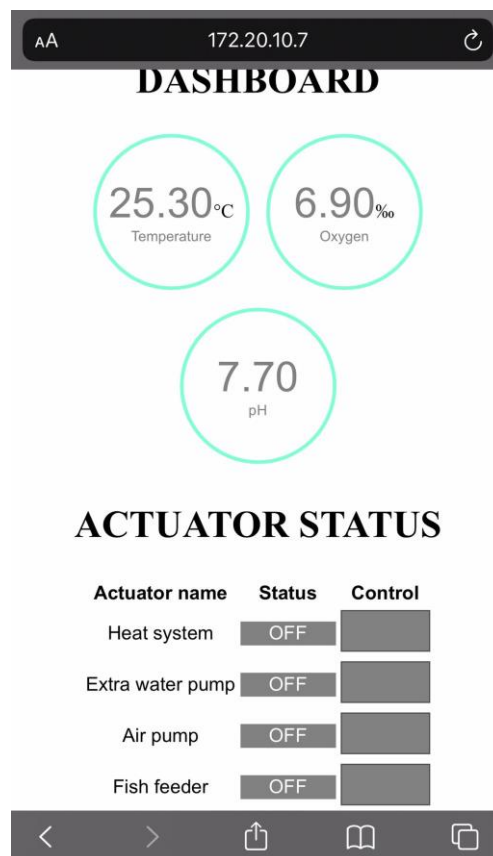 AA 172.20.10.7
DASHBOARD
25.30°C 6.90‰
Temperature Oxygen
7.70
pH
ACTUATOR STATUS
Actuator name Status Control
Heat system OFF
Extra water pump OFF
Air pump OFF
Fish feeder OFF